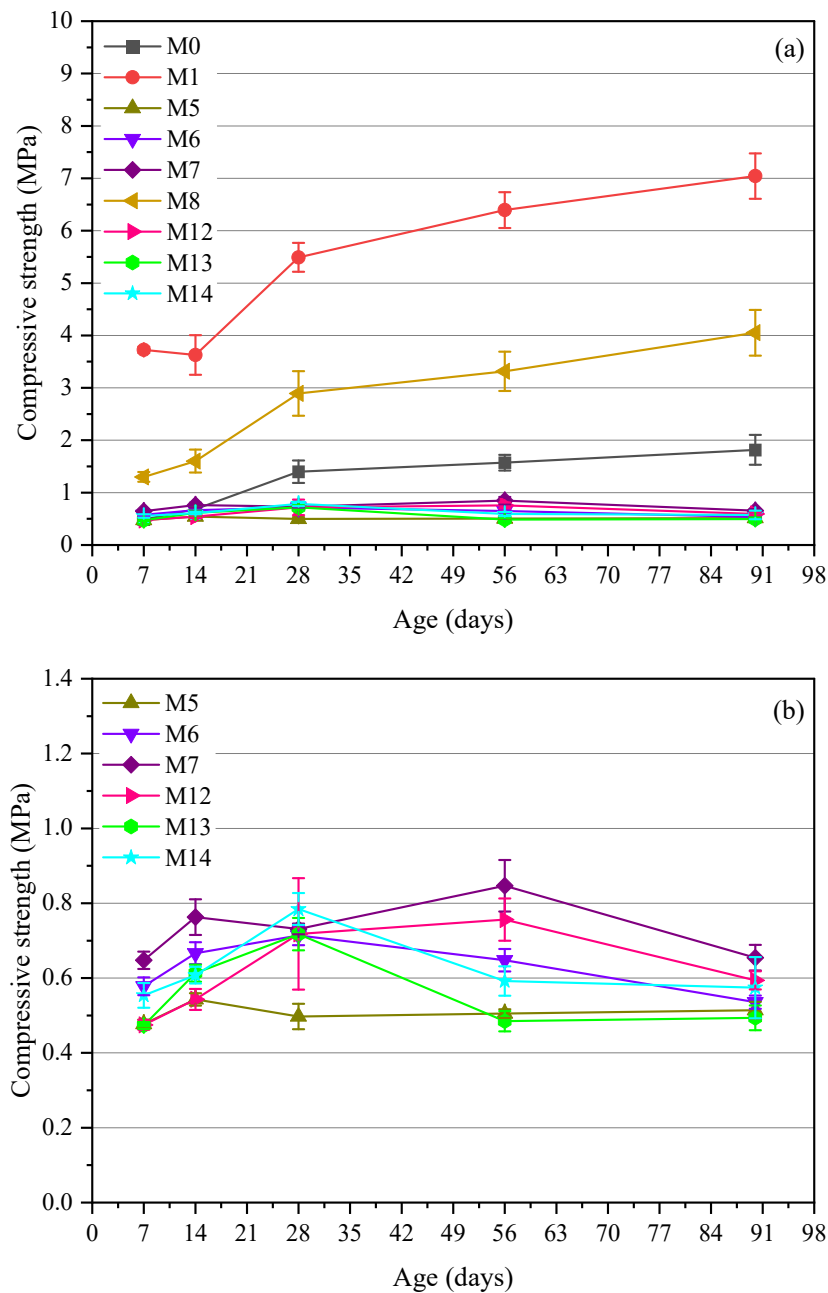 (a)
M0
M1
M5
M6
M7
M8
M12
M13
M14
Compressive strength (MPa)
10
9
8
7
6
5
4
3
2
1
0
0 7 14 21 28 35 42 49 56 63 70 77 84 91 98
Age (days)
(b)
M5
M6
M7
M12
M13
M14
Compressive strength (MPa)
1.4
1.2
1.0
0.8
0.6
0.4
0.2
0.0
0 7 14 21 28 35 42 49 56 63 70 77 84 91 98
Age (days)